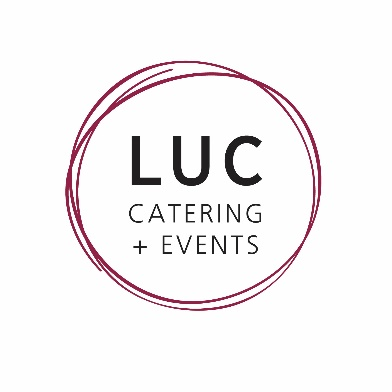 LUC
CATERING
+ EVENTS